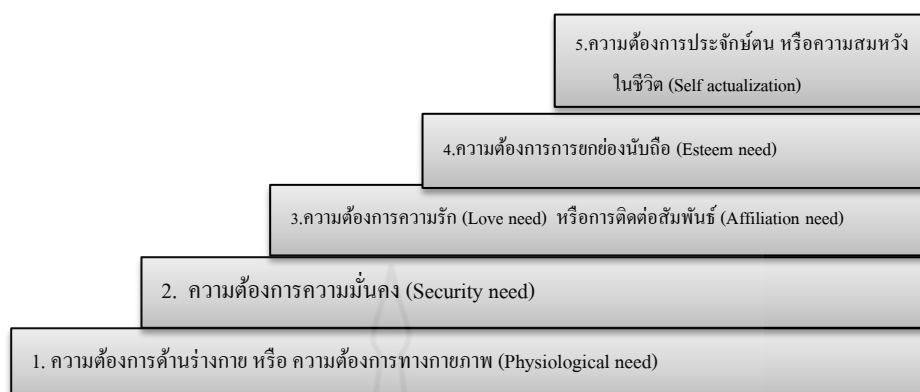 5.ความต้องการประจักษ์ตน หรือความสมหวัง
ในชีวิต (Self actualization)
4.ความต้องการการยกย่องนับถือ (Esteem need)
3.ความต้องการความรัก (Love need) หรือการติดต่อสัมพันธ์ (Affiliation need)
2. ความต้องการความมั่นคง (Security need)
1. ความต้องการด้านร่างกาย หรือ ความต้องการทางกายภาพ (Physiological need)